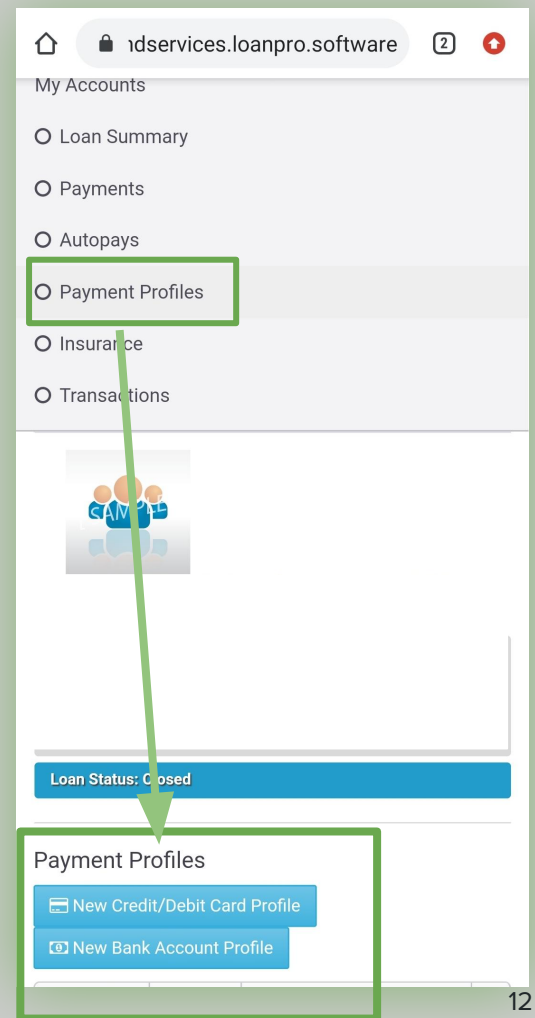 ndservices.loanpro.software
2
My Accounts
Loan Summary
Payments
Autopays
Payment Profiles
Insurance
Transactions
SAMPLE
Loan Status: Closed
Payment Profiles
New Credit/Debit Card Profile
New Bank Account Profile
12